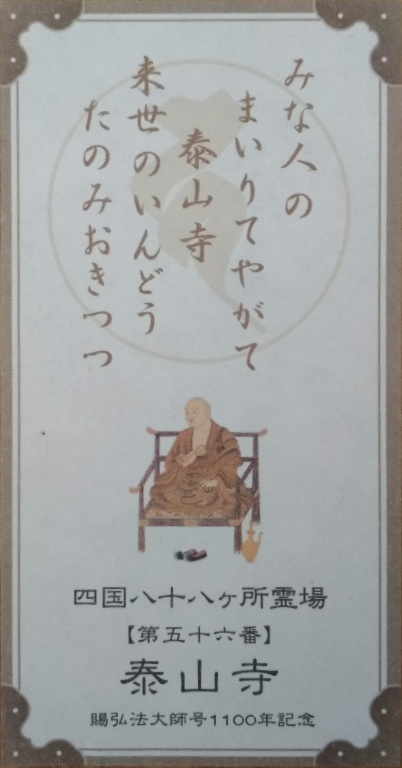 みな人の
まいりてやがて
泰山寺
来世のいんどう
たのみおきつつ
四国八十八ヶ所霊場
【第五十六番】
泰山寺
賜弘法大師号1100年記念